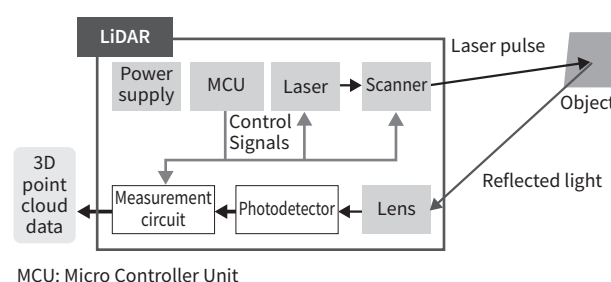 LiDAR
Laser pulse
Power
supply
MCU
Laser
Scanner
Object
Control
Signals
3D
point
cloud
data
Measurement
circuit
Photodetector
Lens
Reflected light
MCU: Micro Controller Unit